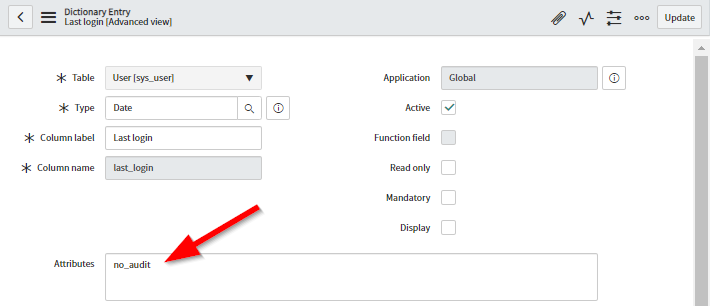 Dictionary Entry
Last login [Advanced view]
Update
Table User [sys_user] Application Global
Type Date Active
Column label Last login Function field
Column name last_login Read only
Mandatory
Display
Attributes no_audit